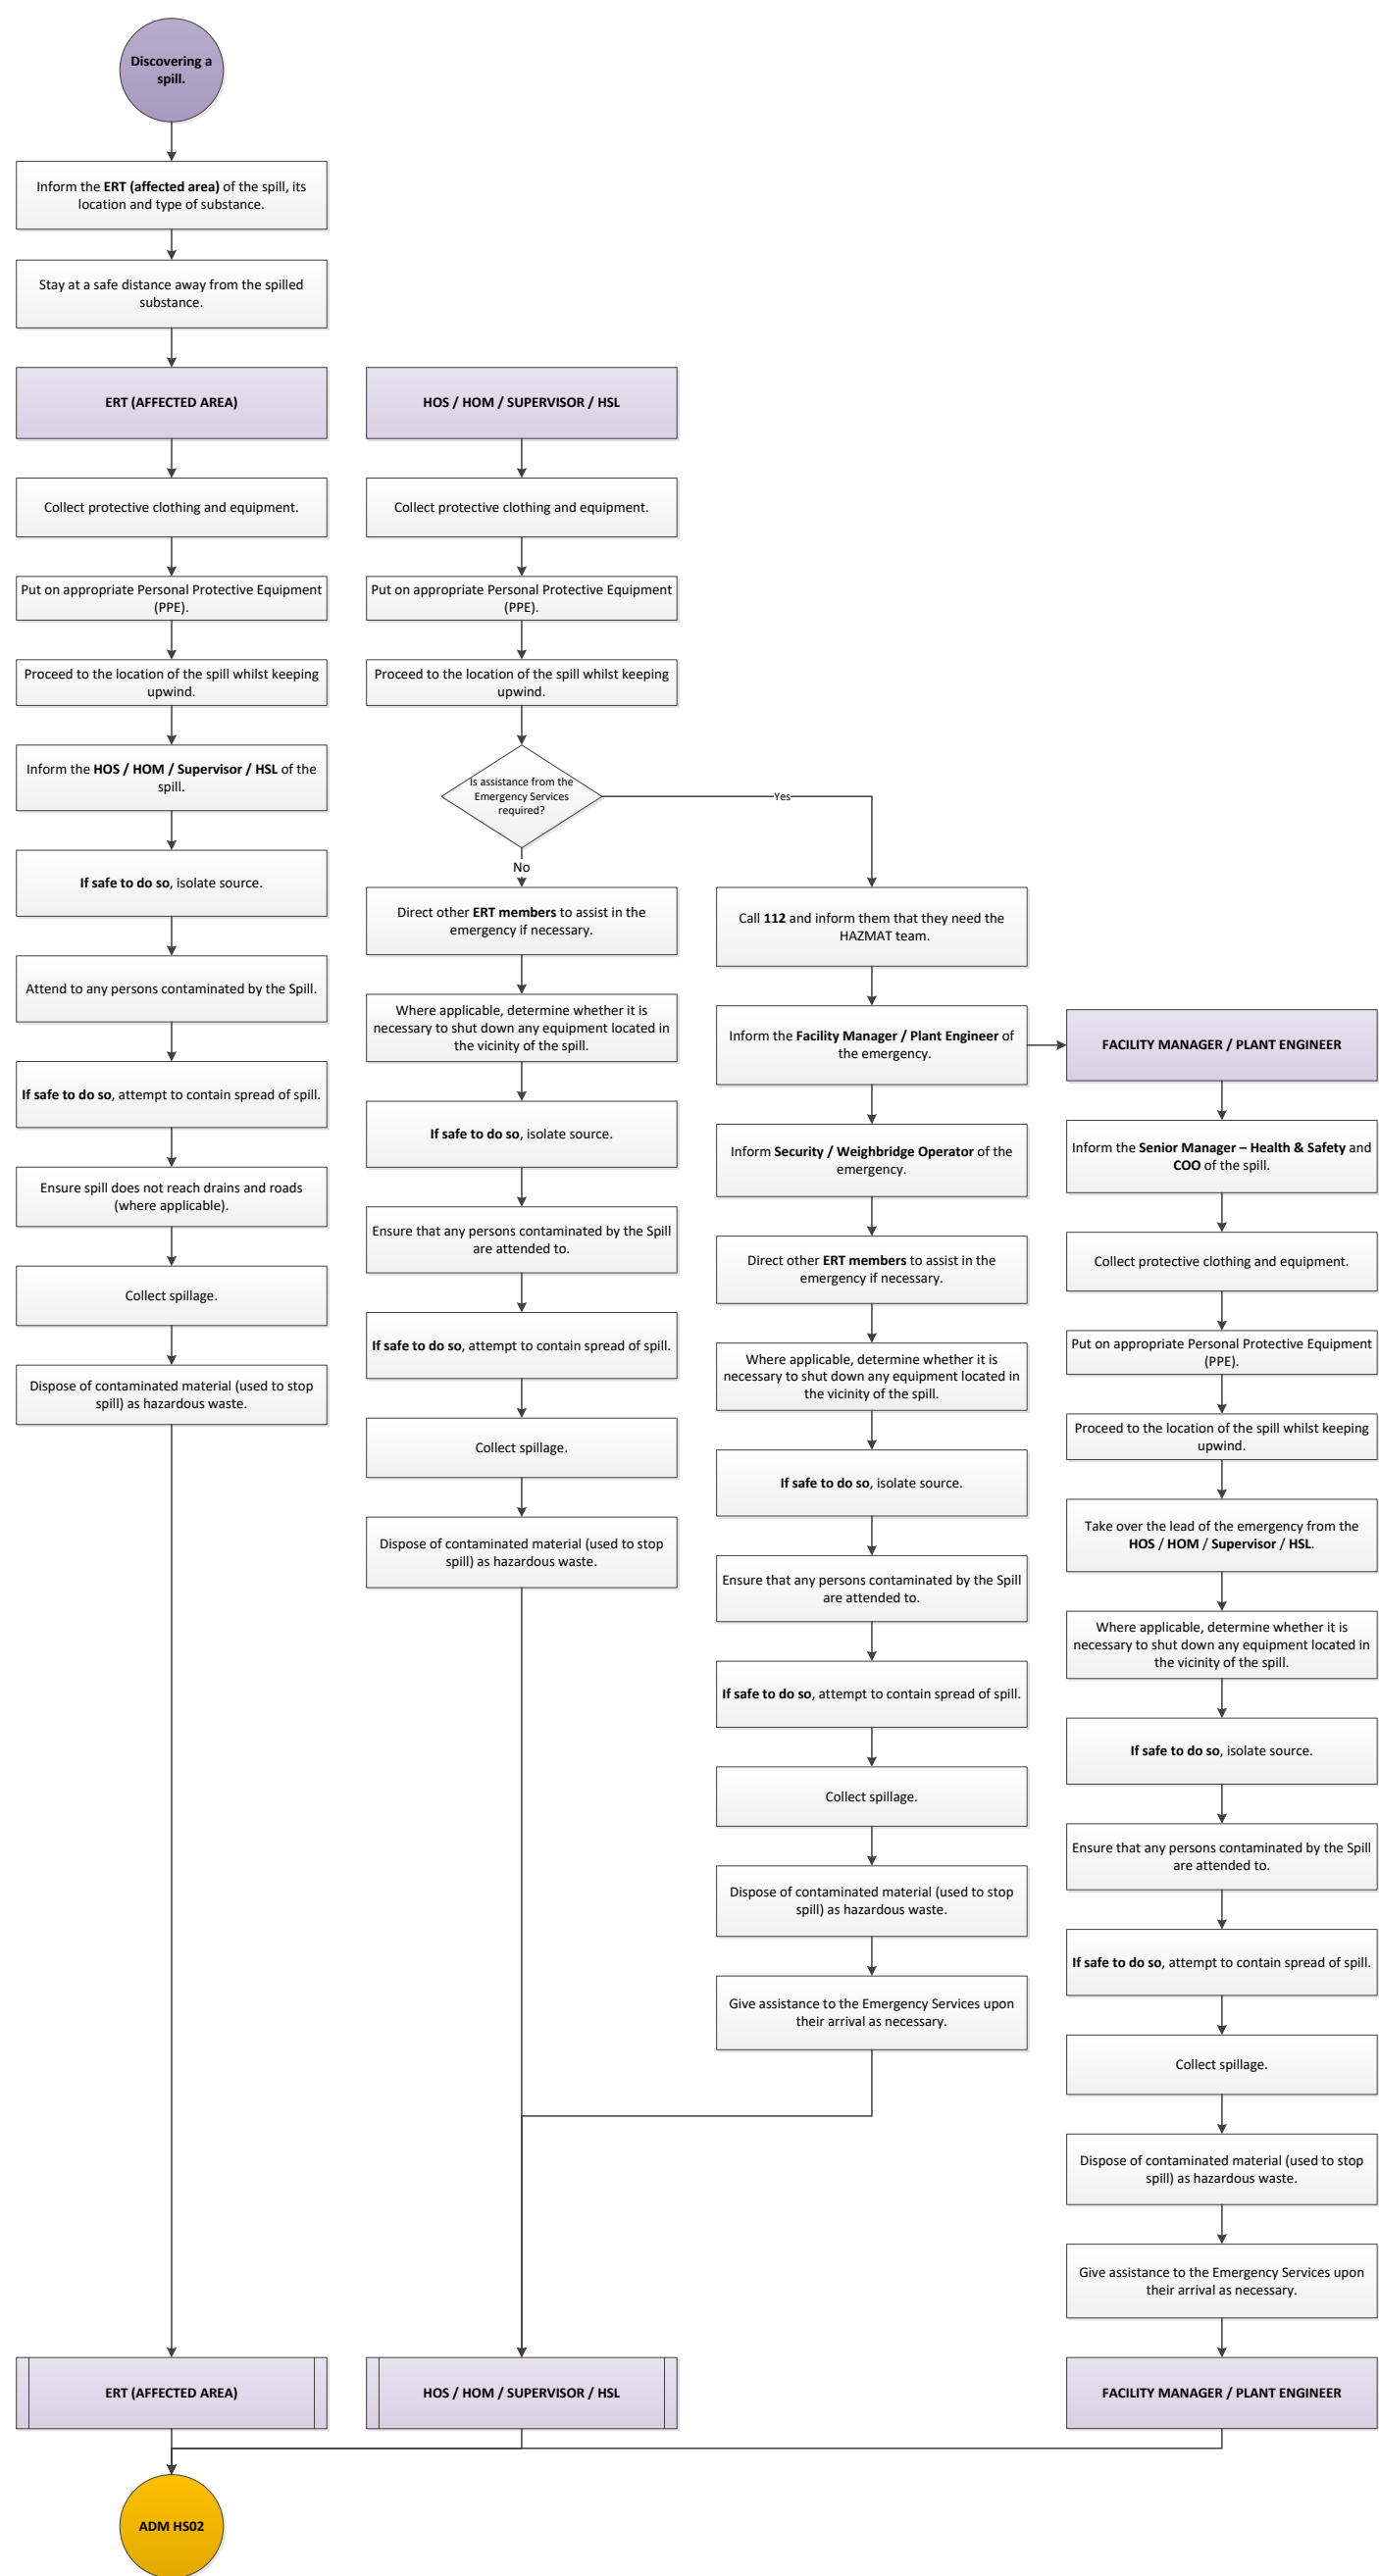 Discovering a
spill.
Inform the ERT (affected area) of the spill, its
location and type of substance.
Stay at a safe distance away from the spilled
substance.
ERT (AFFECTED AREA)
Collect protective clothing and equipment.
Put on appropriate Personal Protective Equipment
(PPE).
Proceed to the location of the spill whilst keeping
upwind.
Inform the HOS / HOM / Supervisor / HSL of the
spill.
If safe to do so, isolate source.
Attend to any persons contaminated by the Spill.
If safe to do so, attempt to contain spread of spill.
Ensure spill does not reach drains and roads
(where applicable).
Collect spillage.
Dispose of contaminated material (used to stop
spill) as hazardous waste.
HOS / HOM / SUPERVISOR / HSL
Collect protective clothing and equipment.
Put on appropriate Personal Protective Equipment
(PPE).
Proceed to the location of the spill whilst keeping
upwind.
Is assistance from the
Emergency Services
required?
Yes
No
Direct other ERT members to assist in the
emergency if necessary.
Where applicable, determine whether it is
necessary to shut down any equipment located in
the vicinity of the spill.
If safe to do so, isolate source.
Ensure that any persons contaminated by the Spill
are attended to.
If safe to do so, attempt to contain spread of spill.
Collect spillage.
Dispose of contaminated material (used to stop
spill) as hazardous waste.
Call 112 and inform them that they need the
HAZMAT team.
Inform the Facility Manager / Plant Engineer of
the emergency.
Inform Security / Weighbridge Operator of the
emergency.
Direct other ERT members to assist in the
emergency if necessary.
Where applicable, determine whether it is
necessary to shut down any equipment located in
the vicinity of the spill.
If safe to do so, isolate source.
Ensure that any persons contaminated by the Spill
are attended to.
If safe to do so, attempt to contain spread of spill.
Collect spillage.
Dispose of contaminated material (used to stop
spill) as hazardous waste.
Give assistance to the Emergency Services upon
their arrival as necessary.
FACILITY MANAGER / PLANT ENGINEER
Inform the Senior Manager – Health & Safety and
COO of the spill.
Collect protective clothing and equipment.
Put on appropriate Personal Protective Equipment
(PPE).
Proceed to the location of the spill whilst keeping
upwind.
Take over the lead of the emergency from the
HOS / HOM / Supervisor / HSL.
Where applicable, determine whether it is
necessary to shut down any equipment located in
the vicinity of the spill.
If safe to do so, isolate source.
Ensure that any persons contaminated by the Spill
are attended to.
If safe to do so, attempt to contain spread of spill.
Collect spillage.
Dispose of contaminated material (used to stop
spill) as hazardous waste.
Give assistance to the Emergency Services upon
their arrival as necessary.
ERT (AFFECTED AREA)
HOS / HOM / SUPERVISOR / HSL
FACILITY MANAGER / PLANT ENGINEER
ADM HS02